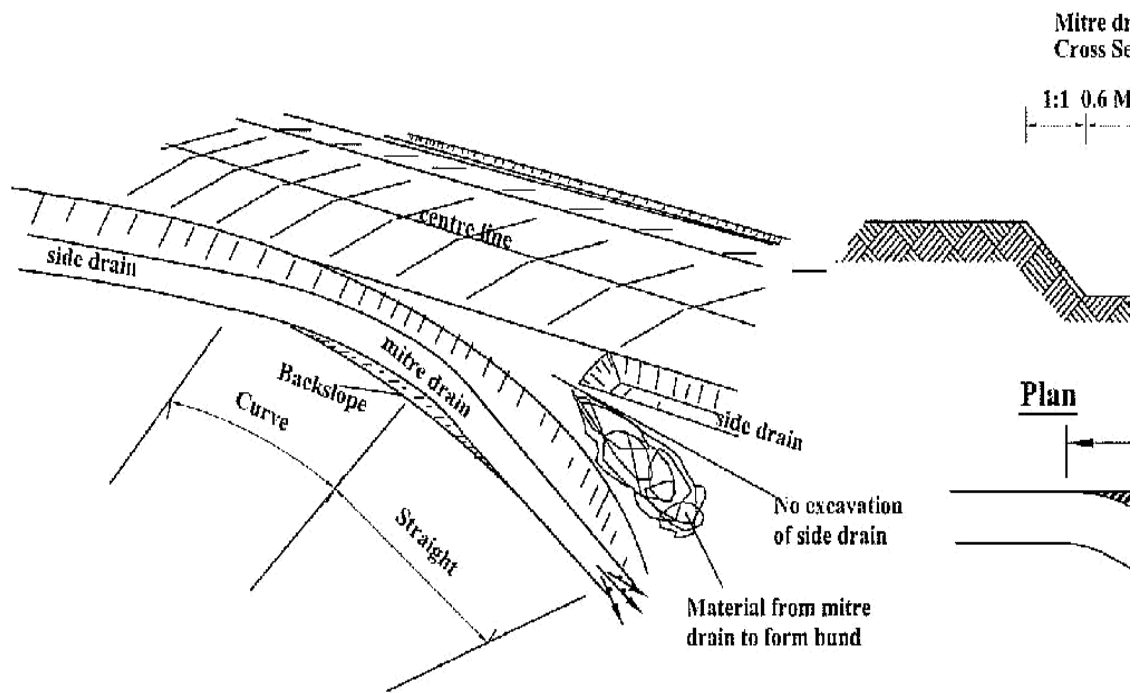 Mitre dr
Cross Se
1:1 0.6 M
centre line
side drain
mitre drain
Backslope
Curve
Straight
side drain
No excavation
of side drain
Material from mitre
drain to form bund
Plan